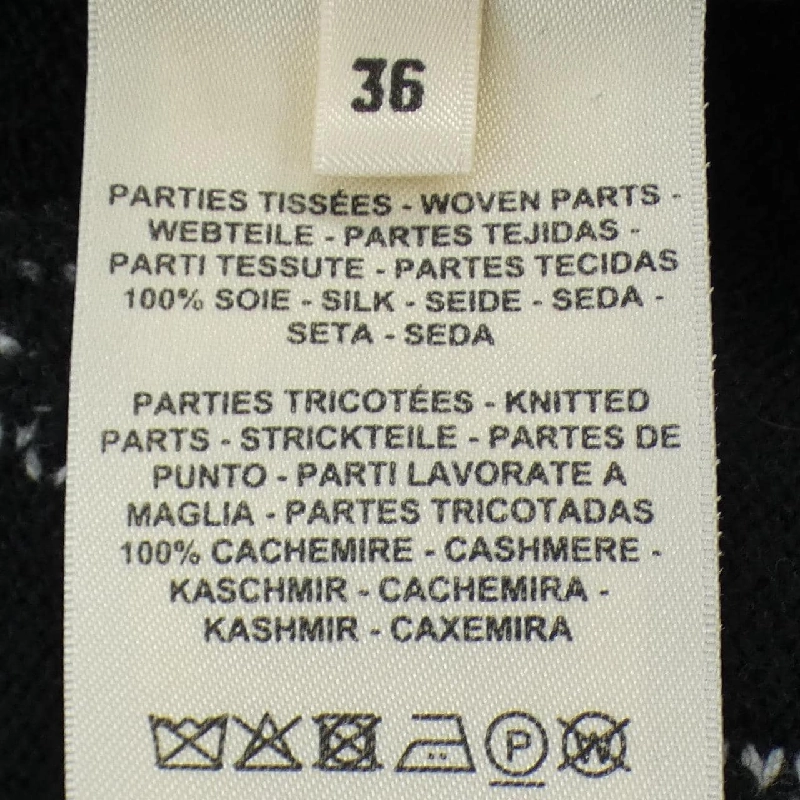 36
PARTIES TISSÉES - WOVEN PARTS -
WEBTEILE - PARTES TEJIDAS -
PARTI TESSUTE - PARTES TECIDAS
100% SOIE - SILK - SEIDE - SEDA -
SETA - SEDA
PARTIES TRICOTÉES - KNITTED
PARTS - STRICKTEILE - PARTES DE
PUNTO - PARTI LAVORATE A
MAGLIA - PARTES TRICOTADAS
100% CACHEMIRE - CASHMERE -
KASCHMIR - CACHEMIRA -
KASHMIR - CAXEMIRA
P W